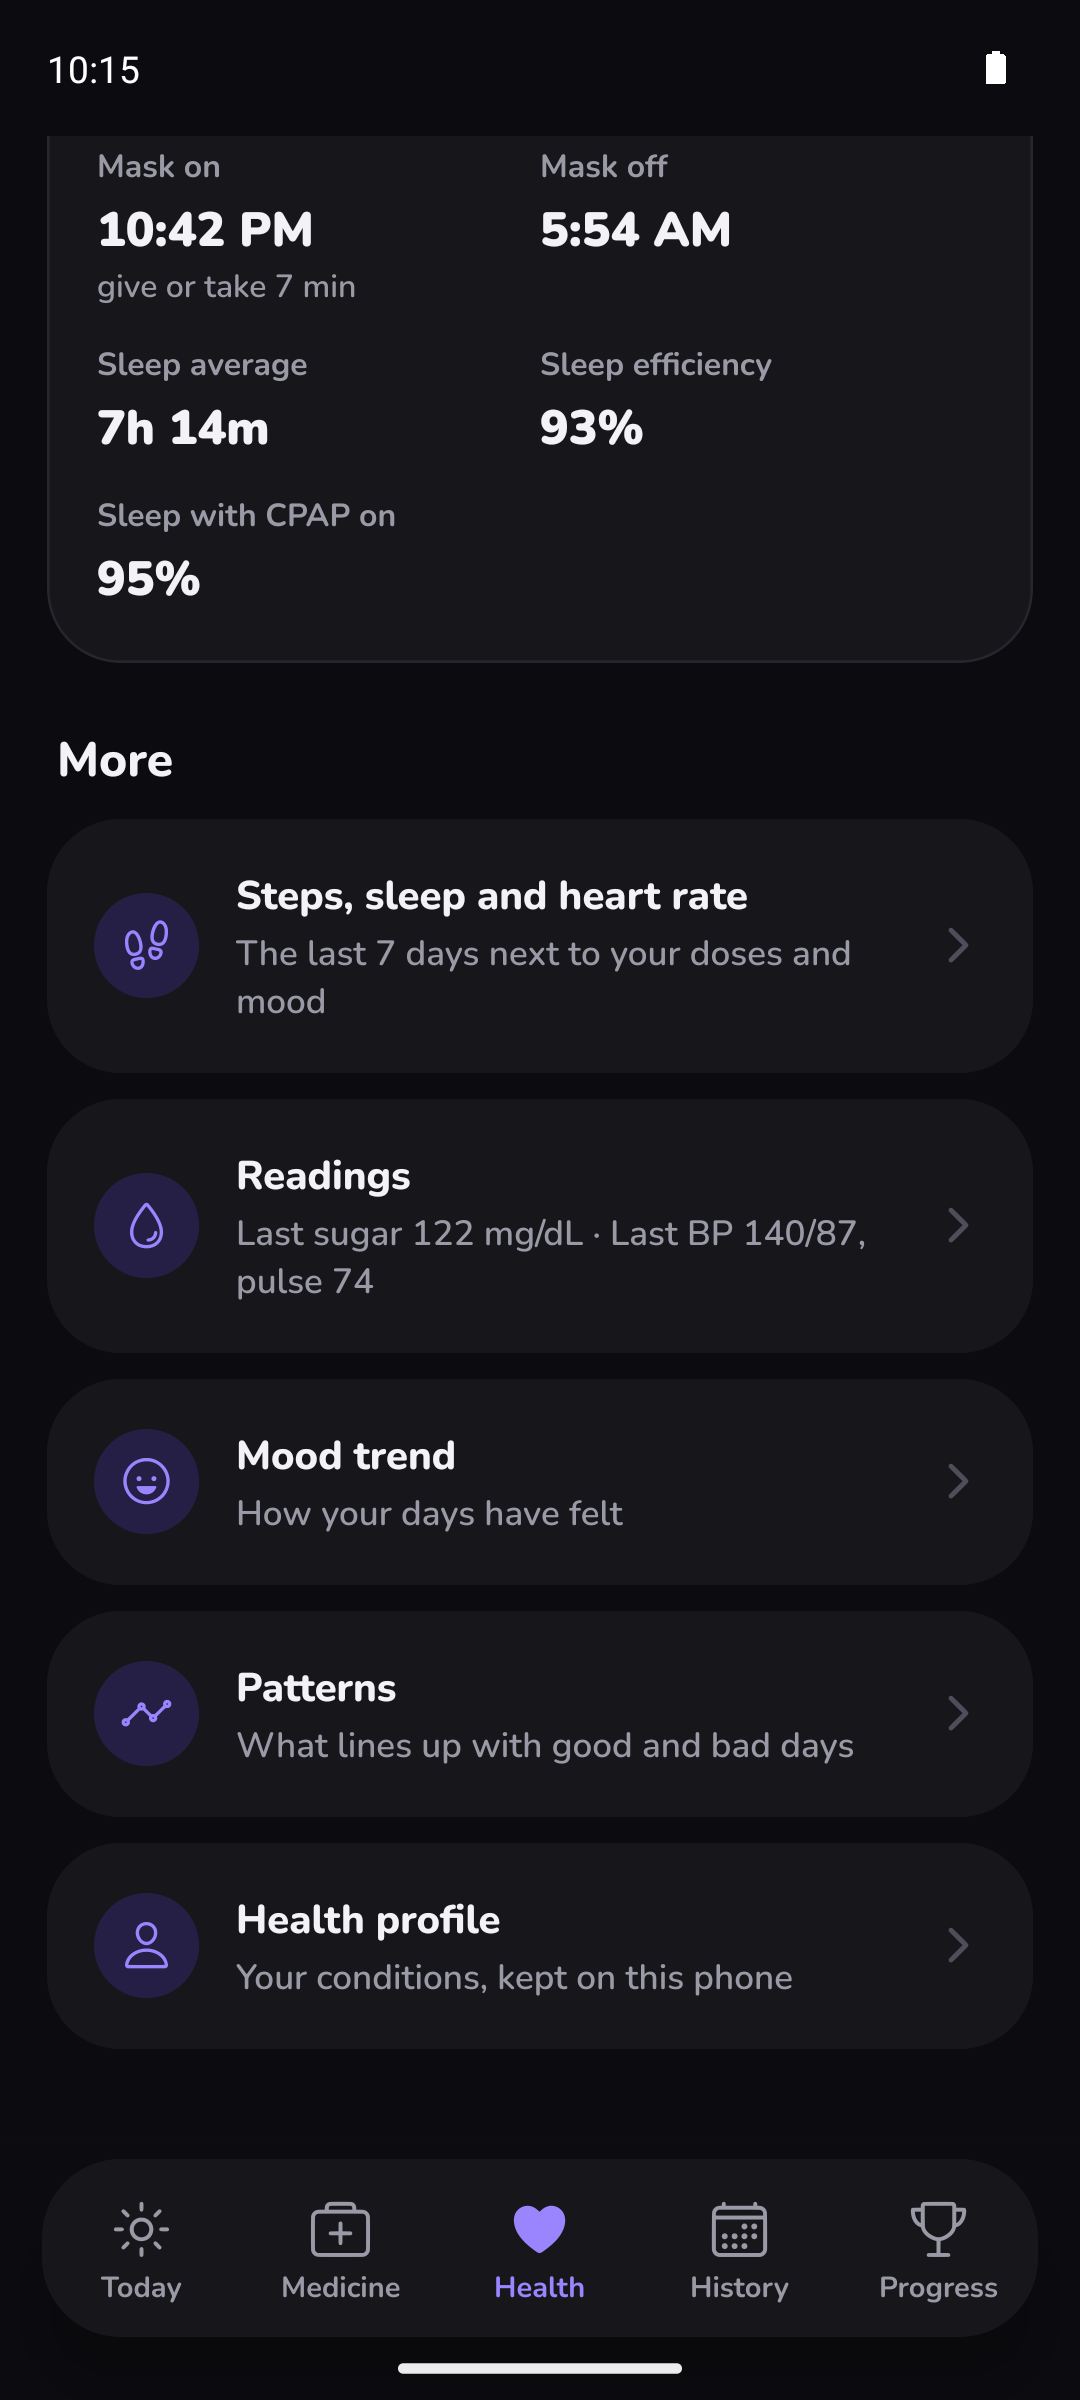 10:15
Mask on
Mask off
10:42 PM
5:54 AM
give or take 7 min
Sleep average
Sleep efficiency
7h 14m
93%
Sleep with CPAP on
95%
More
Steps, sleep and heart rate
The last 7 days next to your doses and
mood
Readings
Last sugar 122 mg/dL · Last BP 140/87,
pulse 74
Mood trend
How your days have felt
Patterns
What lines up with good and bad days
Health profile
Your conditions, kept on this phone
Today
Medicine
Health
History
Progress